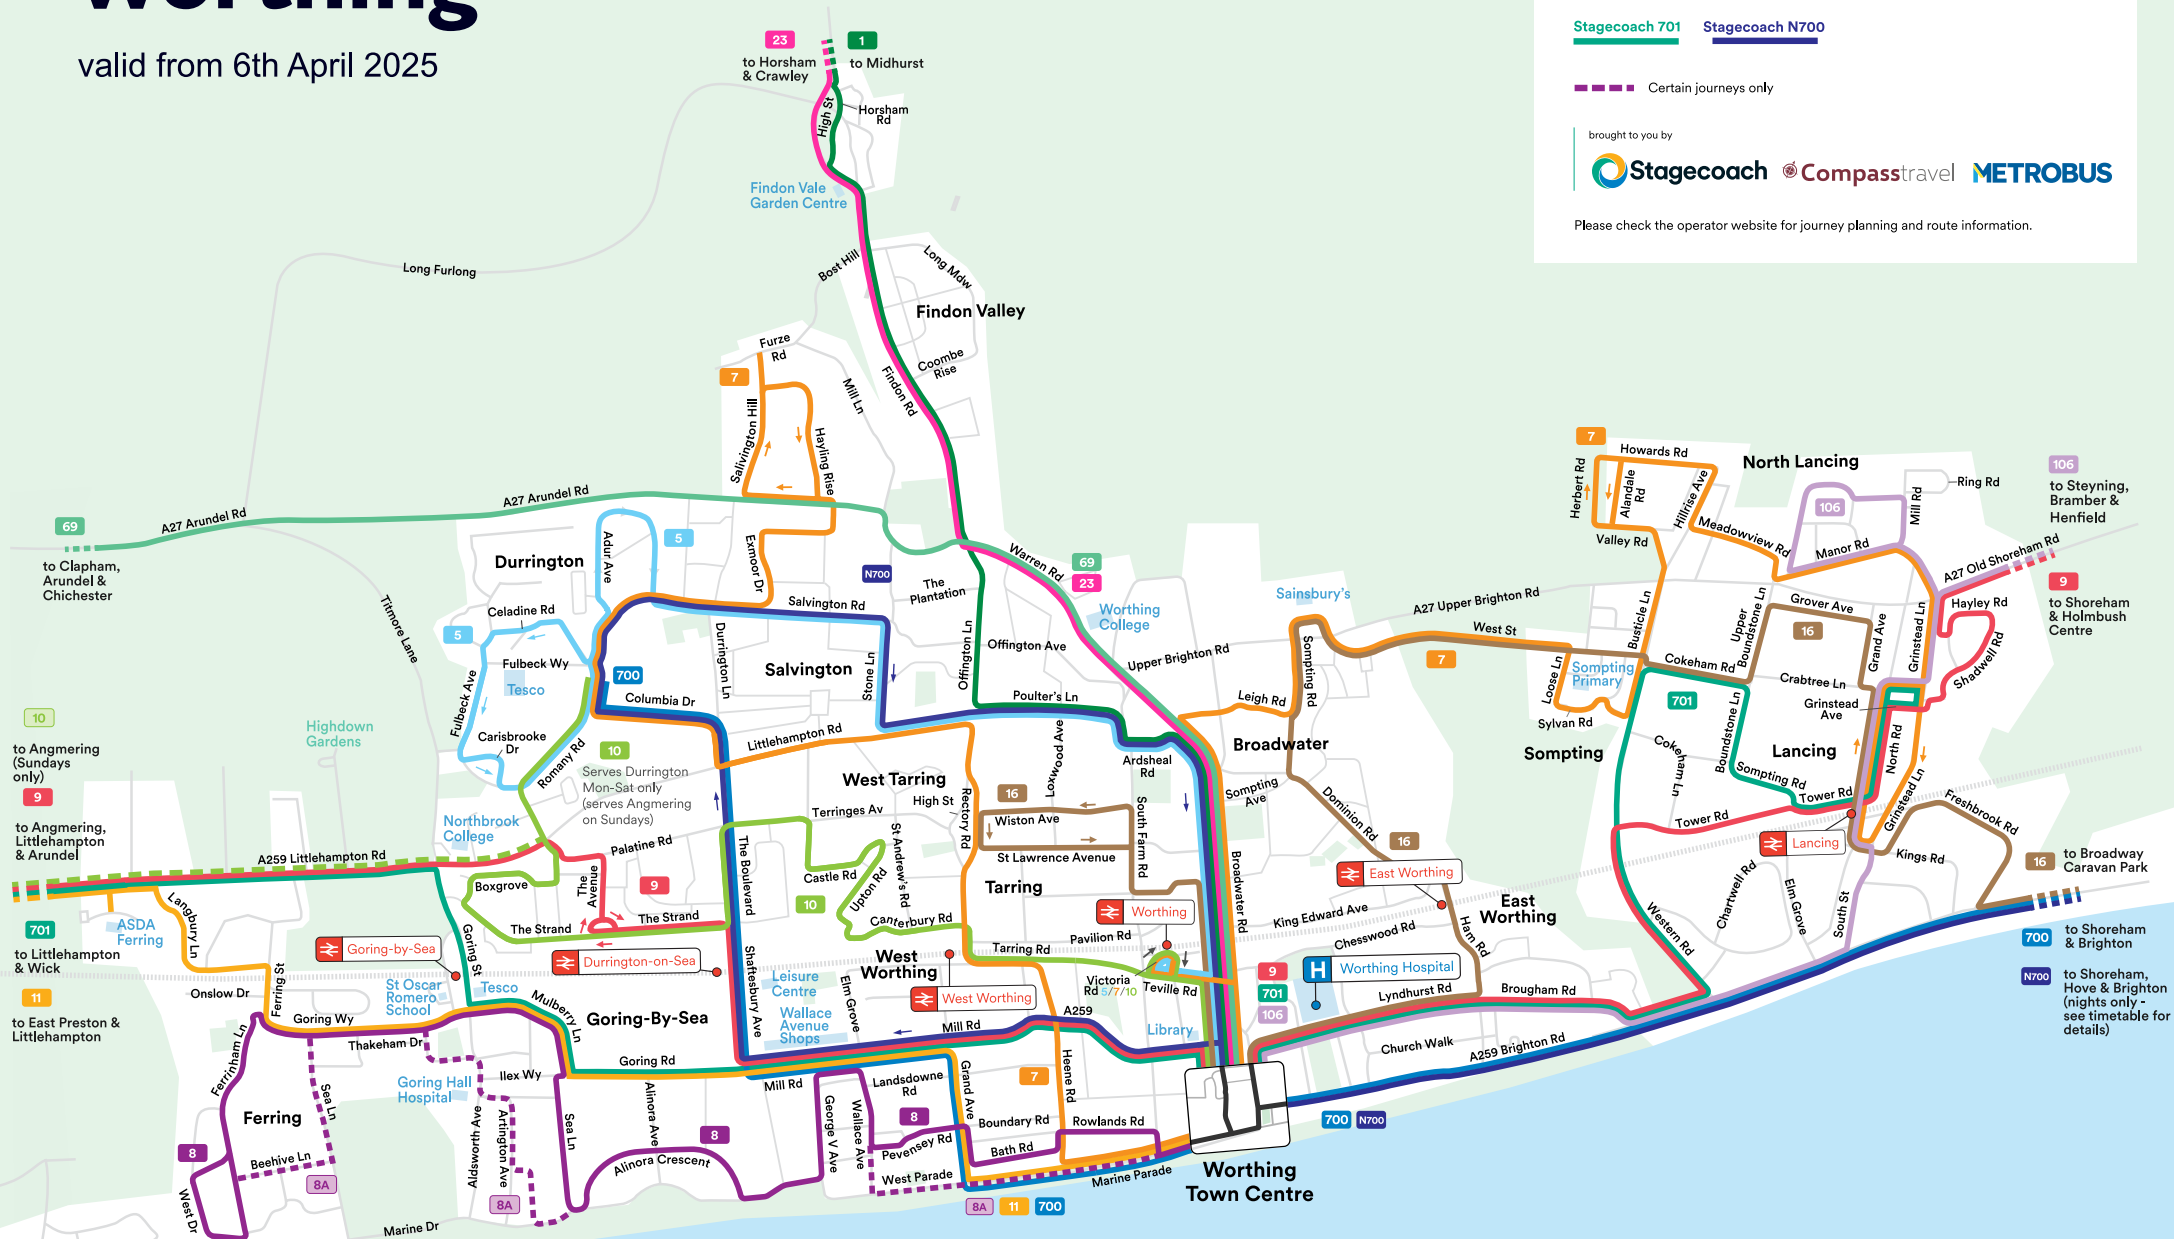 Worthing
valid from 6th April 2025
Stagecoach 701
Stagecoach N700
Certain journeys only
brought to you by
Stagecoach
Compasstravel
METROBUS
Please check the operator website for journey planning and route information.
23
to Horsham
& Crawley
1
to Midhurst
High St
Horsham
Rd
Findon Vale
Garden Centre
Long Furlong
Bost Hill
Long Mdw
Findon Valley
Furze
Rd
Coombe
Rise
Findon Rd
Mill Ln
7
Salivington Hill
Hayling Rise
A27 Arundel Rd
A27 Arundel Rd
69
to Clapham,
Arundel &
Chichester
Titmore Lane
Durrington
Adur Ave
5
Exmoor Dr
N700
The
Plantation
Salvington Rd
Celadine Rd
5
Fulbeck Wy
Tesco
Fulbeck Ave
Carisbrooke
Dr
Romany Rd
700
Columbia Dr
Durrington Ln
Salvington
Stone Ln
Offington Ln
Offington Ave
Poulter's Ln
Warren Rd
69
23
Worthing
College
Upper Brighton Rd
Sainsbury's
A27 Upper Brighton Rd
West St
7
Leigh Rd
Sompting Rd
Broadwater
Sompting
Ave
Dominion Rd
16
Ardsheal
Rd
Littlehampton Rd
West Tarring
High St
Loxwood Ave
16
Wiston Ave
St Lawrence Avenue
South Farm Rd
Rectory Rd
Tarring
Terringes Av
Castle Rd
Upton Rd
St Andrew's Rd
Canterbury Rd
10
10
Serves Durrington
Mon-Sat only
(serves Angmering
on Sundays)
Highdown
Gardens
Northbrook
College
10
to Angmering
(Sundays
only)
9
to Angmering,
Littlehampton
& Arundel
A259 Littlehampton Rd
Palatine Rd
The
Avenue
9
Boxgrove
The Strand
The Strand
The Boulevard
Shaftesbury Ave
701
to Littlehampton
& Wick
11
to East Preston &
Littlehampton
ASDA
Ferring
Langbury Ln
Onslow Dr
Ferring St
Goring-by-Sea
Goring St
Durrington-on-Sea
St Oscar
Romero
School
Tesco
Mulberry Ln
Goring-By-Sea
Goring Wy
Thakeham Dr
Ferrinham Ln
Sea Ln
Goring Hall
Hospital
Ilex Wy
Goring Rd
Ferring
8
Beehive Ln
West Dr
8A
Aldsworth Ave
Artington Ave
8A
Marine Dr
Sea Ln
Alinora Ave
Alinora Crescent
8
Leisure
Centre
Wallace
Avenue
Shops
Elm Grove
West
Worthing
West Worthing
Mill Rd
Mill Rd
A259
George V Ave
Wallace Ave
Landsdowne
Rd
8
Pevensey Rd
West Parade
Grand Ave
Boundary Rd
Bath Rd
Heene Rd
7
Rowlands Rd
Marine Parade
8A
11
700
Tarring Rd
Pavilion Rd
Worthing
Victoria
Rd 5/7/10
Teville Rd
Library
Broadwater Rd
King Edward Ave
9
701
106
Chesswood Rd
Worthing Hospital
H
East Worthing
East
Worthing
Ham Rd
Lyndhurst Rd
Brougham Rd
Church Walk
A259 Brighton Rd
700
N700
Worthing
Town Centre
7
Howards Rd
Herbert Rd
Alandale
Rd
Hillrise Ave
Valley Rd
Meadowview Rd
North Lancing
106
Manor Rd
Mill Rd
Ring Rd
106
to Steyning,
Bramber &
Henfield
A27 Old Shoreham Rd
9
to Shoreham
& Holmbush
Centre
Hayley Rd
Shadwell Rd
Grover Ave
16
Upper
Boundstone Ln
Grand Ave
Grinstead Ln
Busticle Ln
Cokeham Rd
Crabtree Ln
Grinstead
Ave
Loose Ln
Sompting
Primary
Sylvan Rd
Sompting
701
Cokeham Ln
Boundstone Ln
Lancing
Sompting Rd
North Rd
Tower Rd
Tower Rd
Lancing
Grinstead Ln
Freshbrook Rd
Kings Rd
16
to Broadway
Caravan Park
Chartwell Rd
Elm Grove
South St
Western Rd
700
to Shoreham
& Brighton
N700
to Shoreham,
Hove & Brighton
(nights only -
see timetable for
details)